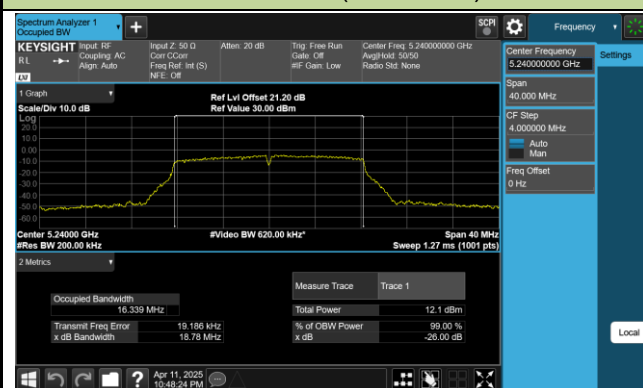 Spectrum Analyzer 1
Occupied BW
SCPI
Frequency
KEYSIGHT
RL
Input: RF
Coupling: AC
Align: Auto
Input Z: 50 Ω
Corr CCorr
Freq Ref: Int (S)
NFE: Off
Atten: 20 dB
Trig: Free Run
Gate: Off
#IF Gain: Low
Center Freq: 5.240000000 GHz
Avg|Hold: 50/50
Radio Std: None
Center Frequency
5.240000000 GHz
Settings
Span
40.000 MHz
CF Step
4.000000 MHz
Auto
Man
Freq Offset
0 Hz
Local
1 Graph
Scale/Div 10.0 dB
Ref Lvl Offset 21.20 dB
Ref Value 30.00 dBm
Log
20.0
10.0
0.00
-10.0
-20.0
-30.0
-40.0
-50.0
-60.0
Center 5.24000 GHz
#Video BW 620.00 kHz*
Span 40 MHz
#Res BW 200.00 kHz
Sweep 1.27 ms (1001 pts)
2 Metrics
Measure Trace Trace 1
Occupied Bandwidth
16.339 MHz
Total Power 12.1 dBm
Transmit Freq Error 19.186 kHz
% of OBW Power 99.00 %
x dB Bandwidth 18.78 MHz
x dB -26.00 dB
Apr 11, 2025
10:48:24 PM